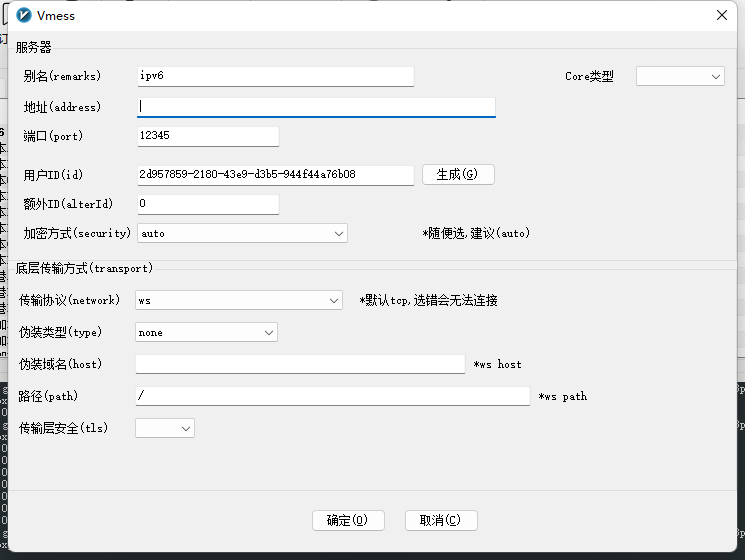 Vmess
服务器
别名(remarks) ipv6 Core类型
地址(address)
端口(port) 12345
用户ID(id) 2d957859-2180-43e9-d3b5-944f44a76b08 生成(G)
额外ID(alterId) 0
加密方式(security) auto *随便选,建议(auto)
底层传输方式(transport)
传输协议(network) ws *默认tcp,选错会无法连接
伪装类型(type) none
伪装域名(host) *ws host
路径(path) / *ws path
传输层安全(tls)
确定(O) 取消(C)